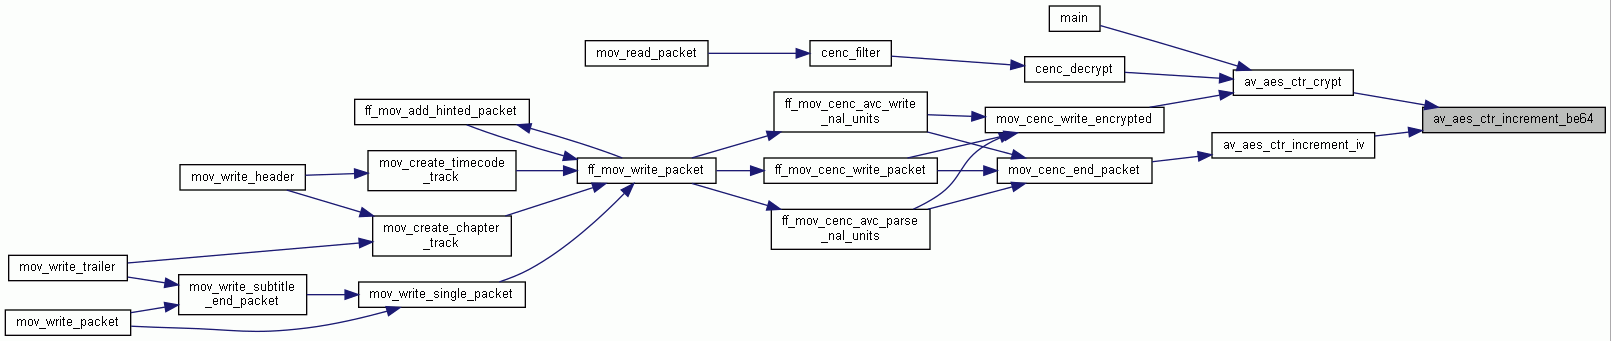 main
mov_read_packet
cenc_filter
cenc_decrypt
av_aes_ctr_crypt
ff_mov_add_hinted_packet
ff_mov_cenc_avc_write
_nal_units
mov_cenc_write_encrypted
av_aes_ctr_increment_be64
av_aes_ctr_increment_iv
mov_write_header
mov_create_timecode
_track
ff_mov_write_packet
ff_mov_cenc_write_packet
mov_cenc_end_packet
mov_create_chapter
_track
ff_mov_cenc_avc_parse
_nal_units
mov_write_trailer
mov_write_subtitle
_end_packet
mov_write_single_packet
mov_write_packet